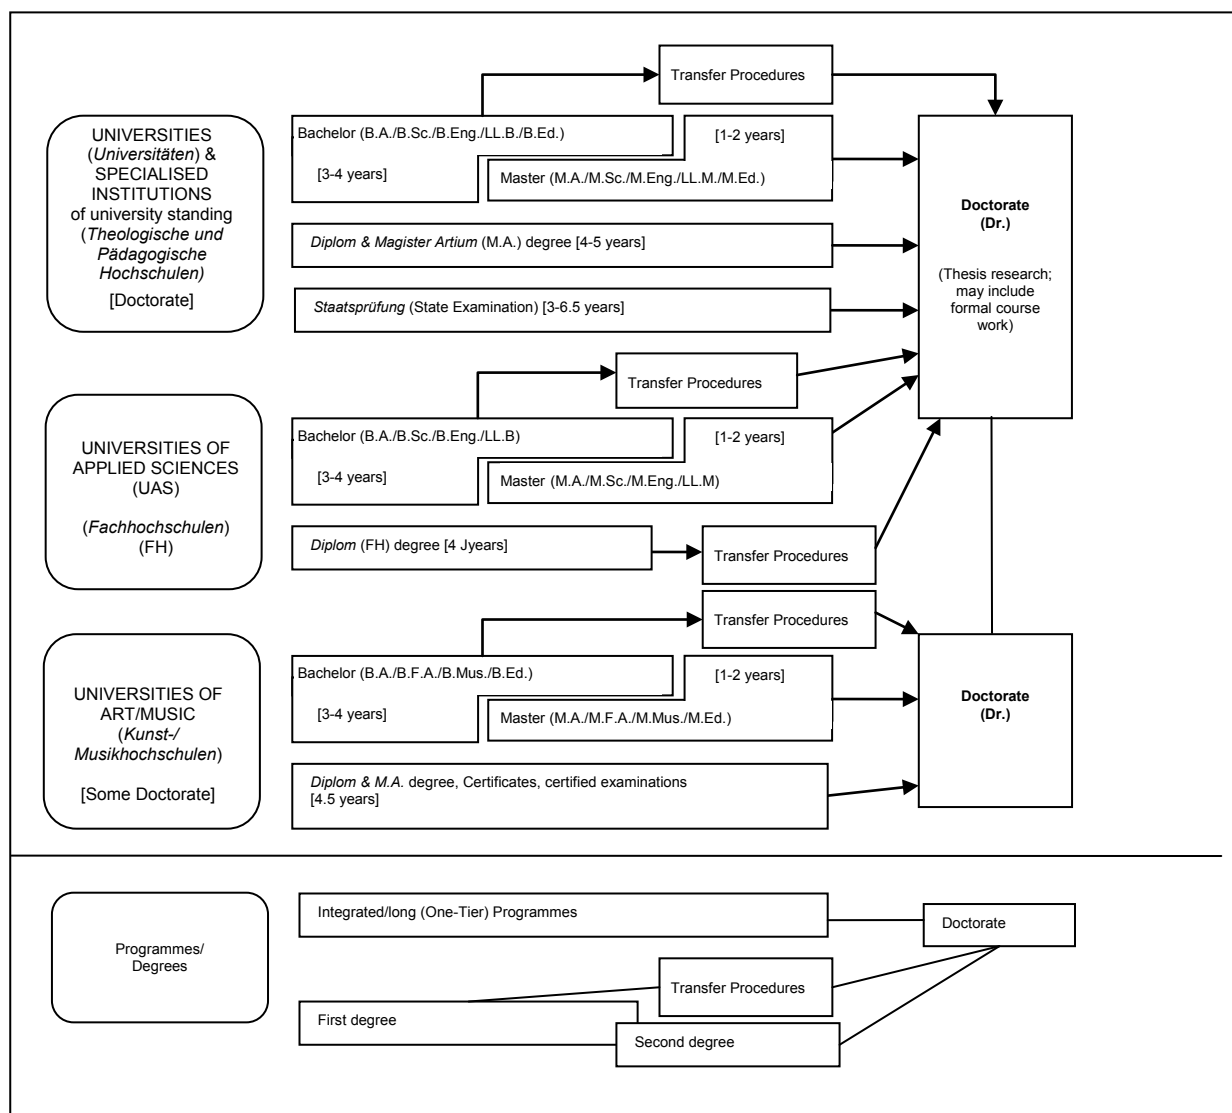 Transfer Procedures
UNIVERSITIES
(Universitäten) &
SPECIALISED
INSTITUTIONS
of university standing
(Theologische und
Pädagogische
Hochschulen)
[Doctorate]
Bachelor (B.A./B.Sc./B.Eng./LL.B./B.Ed.)
[3-4 years]
[1-2 years]
Master (M.A./M.Sc./M.Eng./LL.M./M.Ed.)
Diplom & Magister Artium (M.A.) degree [4-5 years]
Staatsprüfung (State Examination) [3-6.5 years]
Doctorate
(Dr.)
(Thesis research;
may include
formal course
work)
Transfer Procedures
UNIVERSITIES OF
APPLIED SCIENCES
(UAS)
(Fachhochschulen)
(FH)
Bachelor (B.A./B.Sc./B.Eng./LL.B)
[3-4 years]
[1-2 years]
Master (M.A./M.Sc./M.Eng./LL.M)
Diplom (FH) degree [4 Jyears]
Transfer Procedures
Transfer Procedures
UNIVERSITIES OF
ART/MUSIC
(Kunst-/
Musikhochschulen)
[Some Doctorate]
Bachelor (B.A./B.F.A./B.Mus./B.Ed.)
[3-4 years]
[1-2 years]
Master (M.A./M.F.A./M.Mus./M.Ed.)
Diplom & M.A. degree, Certificates, certified examinations
[4.5 years]
Doctorate
(Dr.)
Programmes/
Degrees
Integrated/long (One-Tier) Programmes
Doctorate
Transfer Procedures
First degree
Second degree